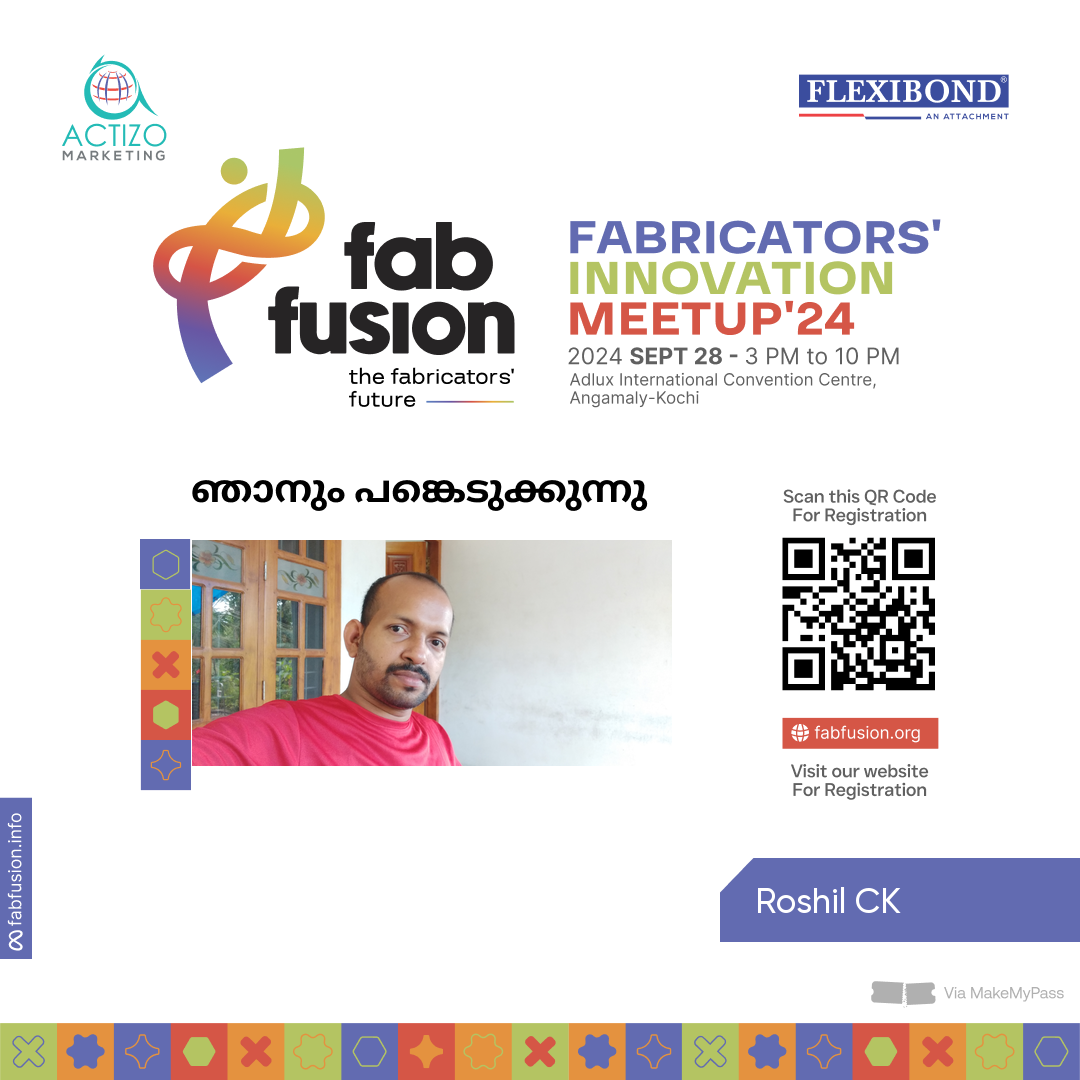 ACTIZO
MARKETING
FLEXIBOND®
AN ATTACHMENT
fab
fusion
the fabricators'
future
FABRICATORS'
INNOVATION
MEETUP'24
2024 SEPT 28 - 3 PM to 10 PM
Adlux International Convention Centre,
Angamaly-Kochi
ഞാനും പങ്കെടുക്കുന്നു
Scan this QR Code
For Registration
fabfusion.org
Visit our website
For Registration
fabfusion.info
Roshil CK
Via MakeMyPass